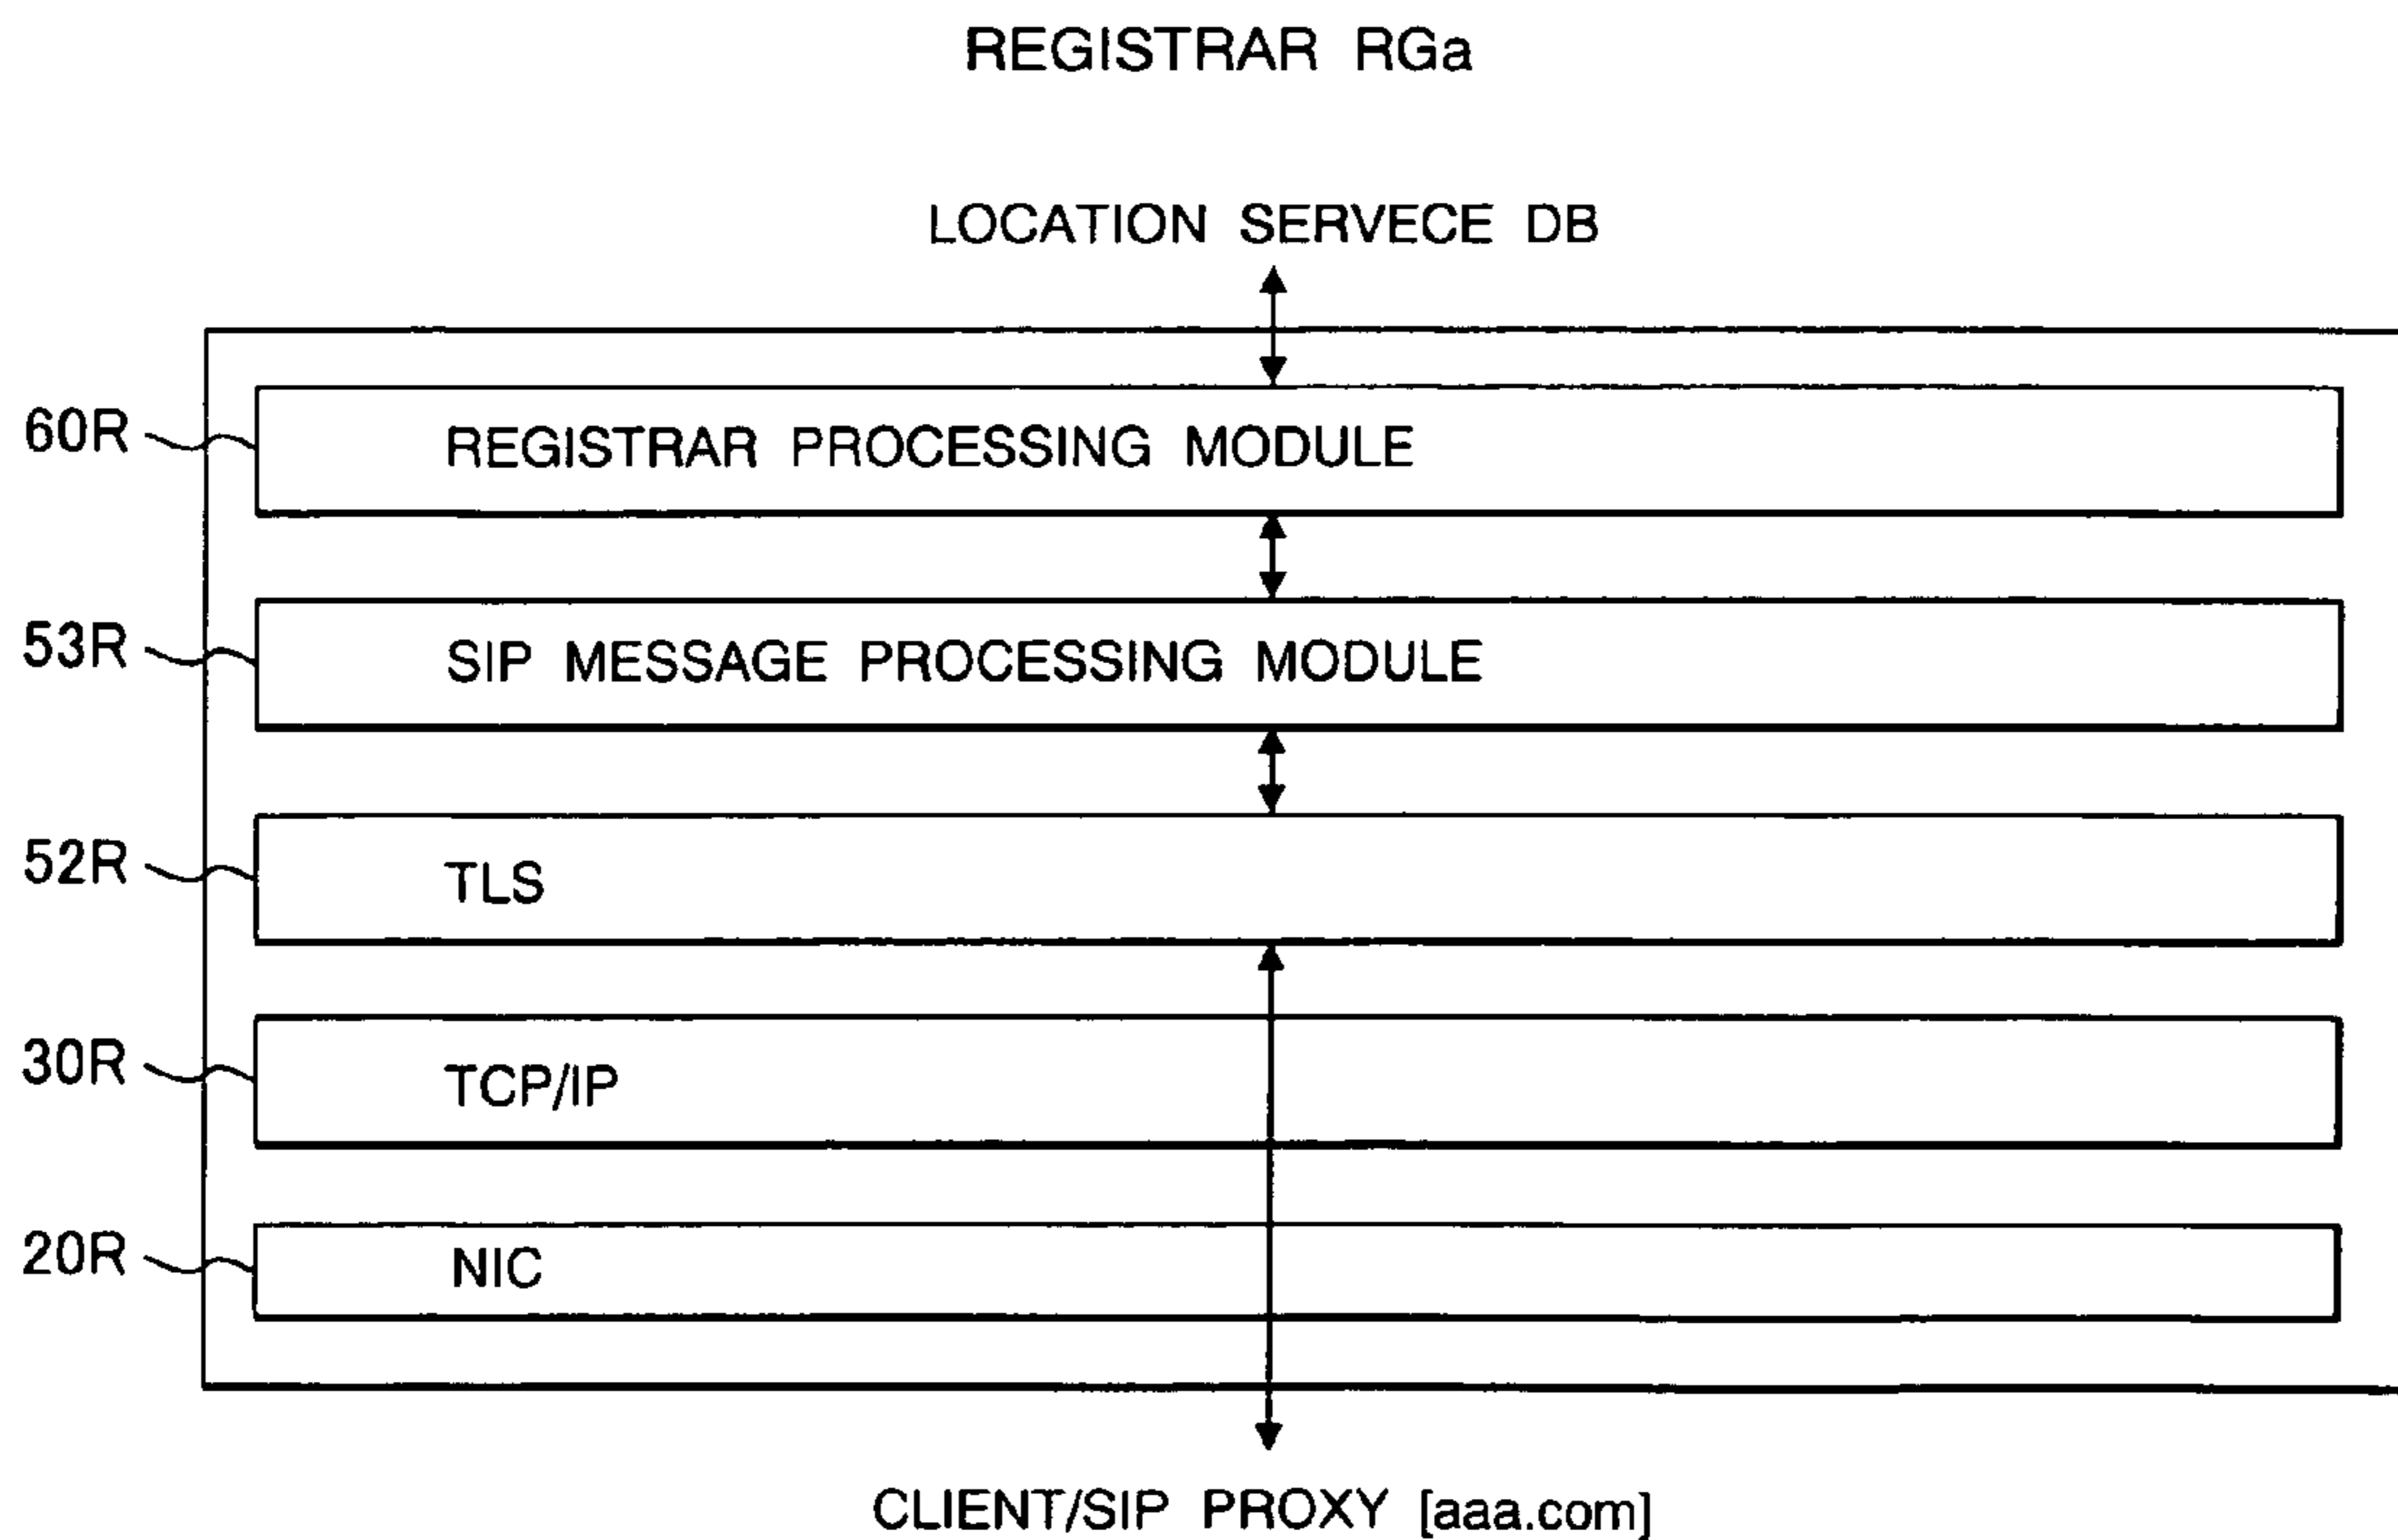 REGISTRAR RGa
LOCATION SERVECE DB
60R
REGISTRAR PROCESSING MODULE
53R
SIP MESSAGE PROCESSING MODULE
52R
TLS
30R
TCP/IP
20R
NIC
CLIENT/SIP PROXY [aaa.com]